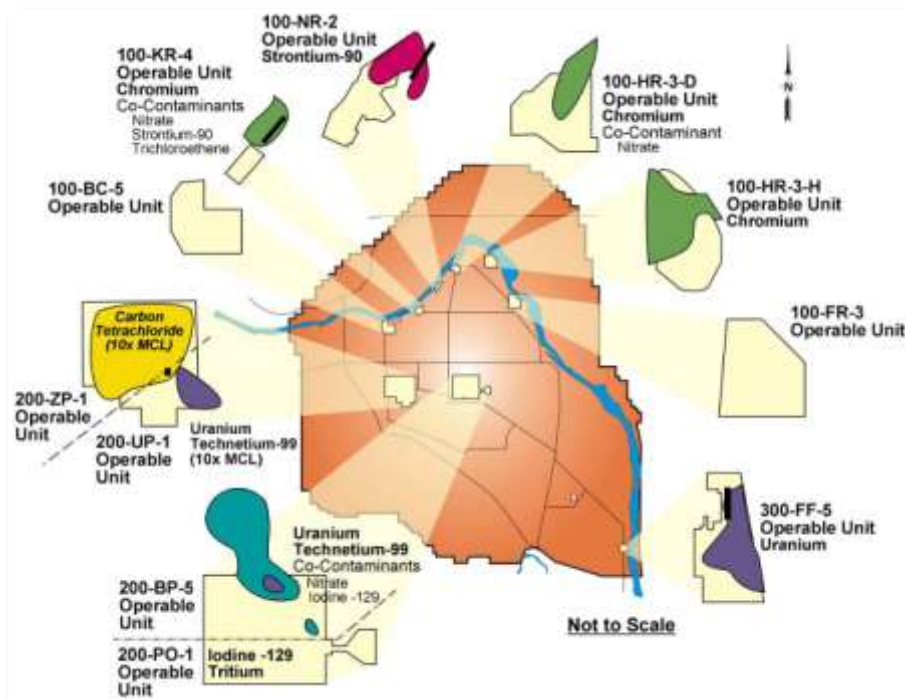 100-NR-2
Operable Unit
Strontium-90
100-KR-4
Operable Unit
Chromium
Co-Contaminants
Nitrate
Strontium-90
Trichloroethene
100-HR-3-D
Operable Unit
Chromium
Co-Contaminant
Nitrate
N
100-BC-5
Operable Unit
100-HR-3-H
Operable Unit
Chromium
Carbon
Tetrachloride
(10x MCL)
100-FR-3
Operable Unit
200-ZP-1
Operable
Unit
200-UP-1
Operable
Unit
Uranium
Technetium-99
(10x MCL)
300-FF-5
Operable Unit
Uranium
Uranium
Technetium-99
Co-Contaminants
Nitrate
Iodine -129
200-BP-5
Operable
Unit
200-PO-1
Operable
Unit
Iodine -129
Tritium
Not to Scale